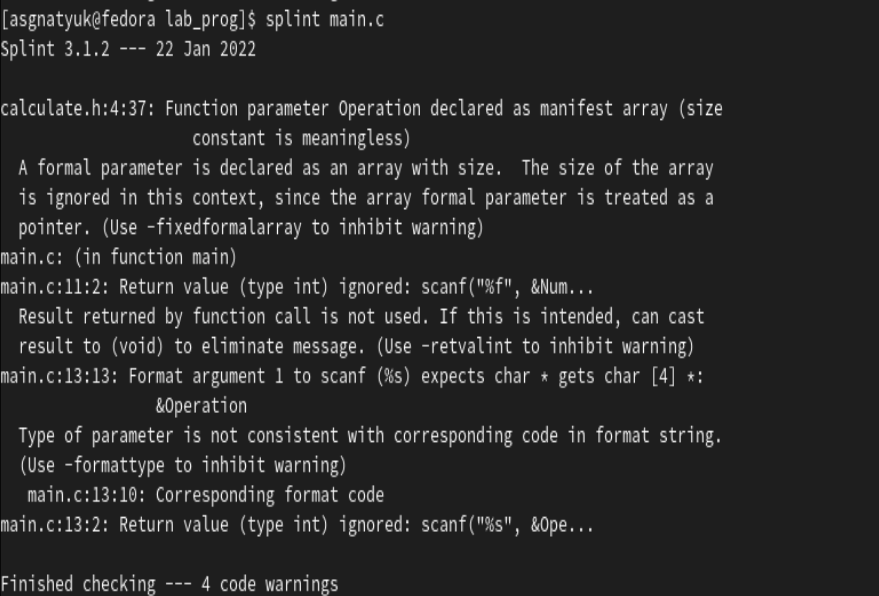 [asgnatyuk@fedora lab_prog]$ splint main.c
Splint 3.1.2 --- 22 Jan 2022
calculate.h:4:37: Function parameter Operation declared as manifest array (size
constant is meaningless)
A formal parameter is declared as an array with size.  The size of the array
is ignored in this context, since the array formal parameter is treated as a
pointer. (Use -fixedformalarray to inhibit warning)
main.c: (in function main)
main.c:11:2: Return value (type int) ignored: scanf("%f", &Num...
Result returned by function call is not used. If this is intended, can cast
result to (void) to eliminate message. (Use -retvalint to inhibit warning)
main.c:13:13: Format argument 1 to scanf (%s) expects char * gets char [4] *:
&Operation
Type of parameter is not consistent with corresponding code in format string.
(Use -formattype to inhibit warning)
main.c:13:10: Corresponding format code
main.c:13:2: Return value (type int) ignored: scanf("%s", &Ope...
Finished checking --- 4 code warnings